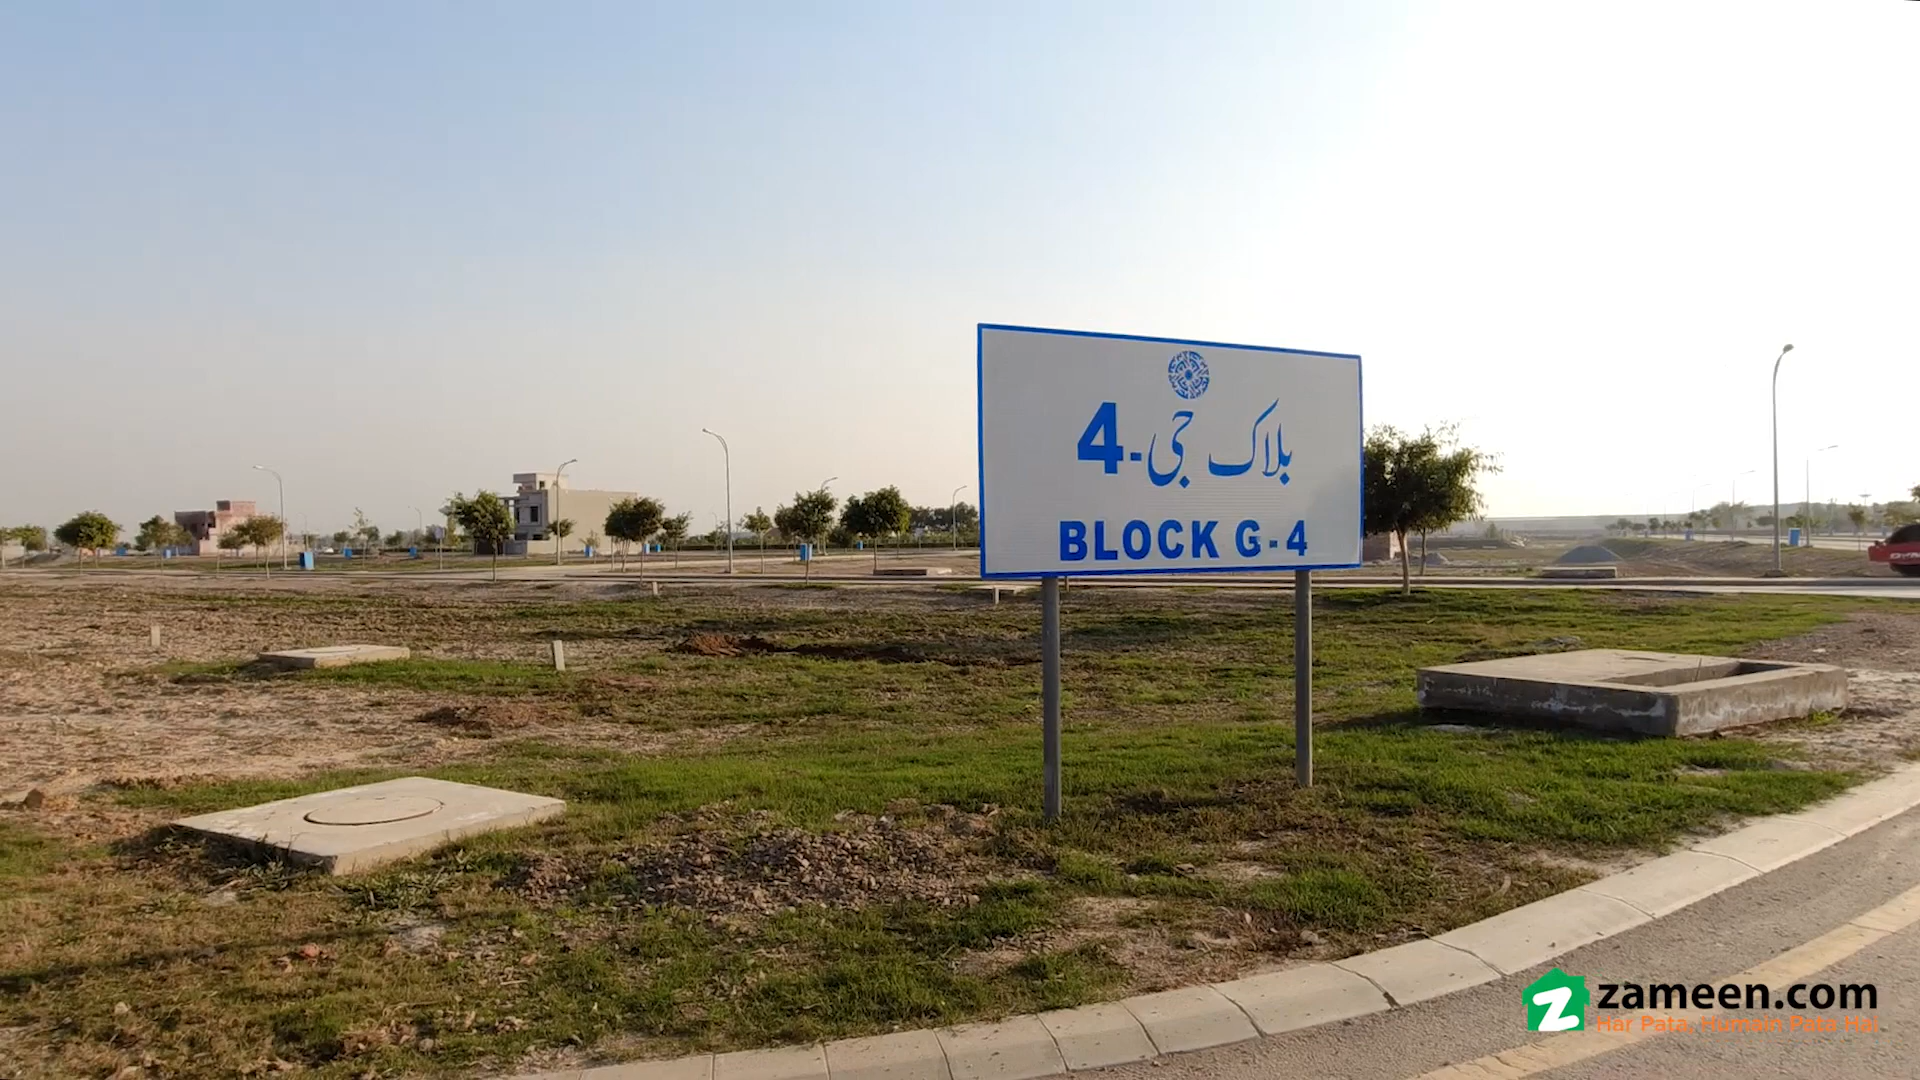 بلاک جی-4
BLOCK G-4
zameen.com
Har Pata, Humain Pata Hai